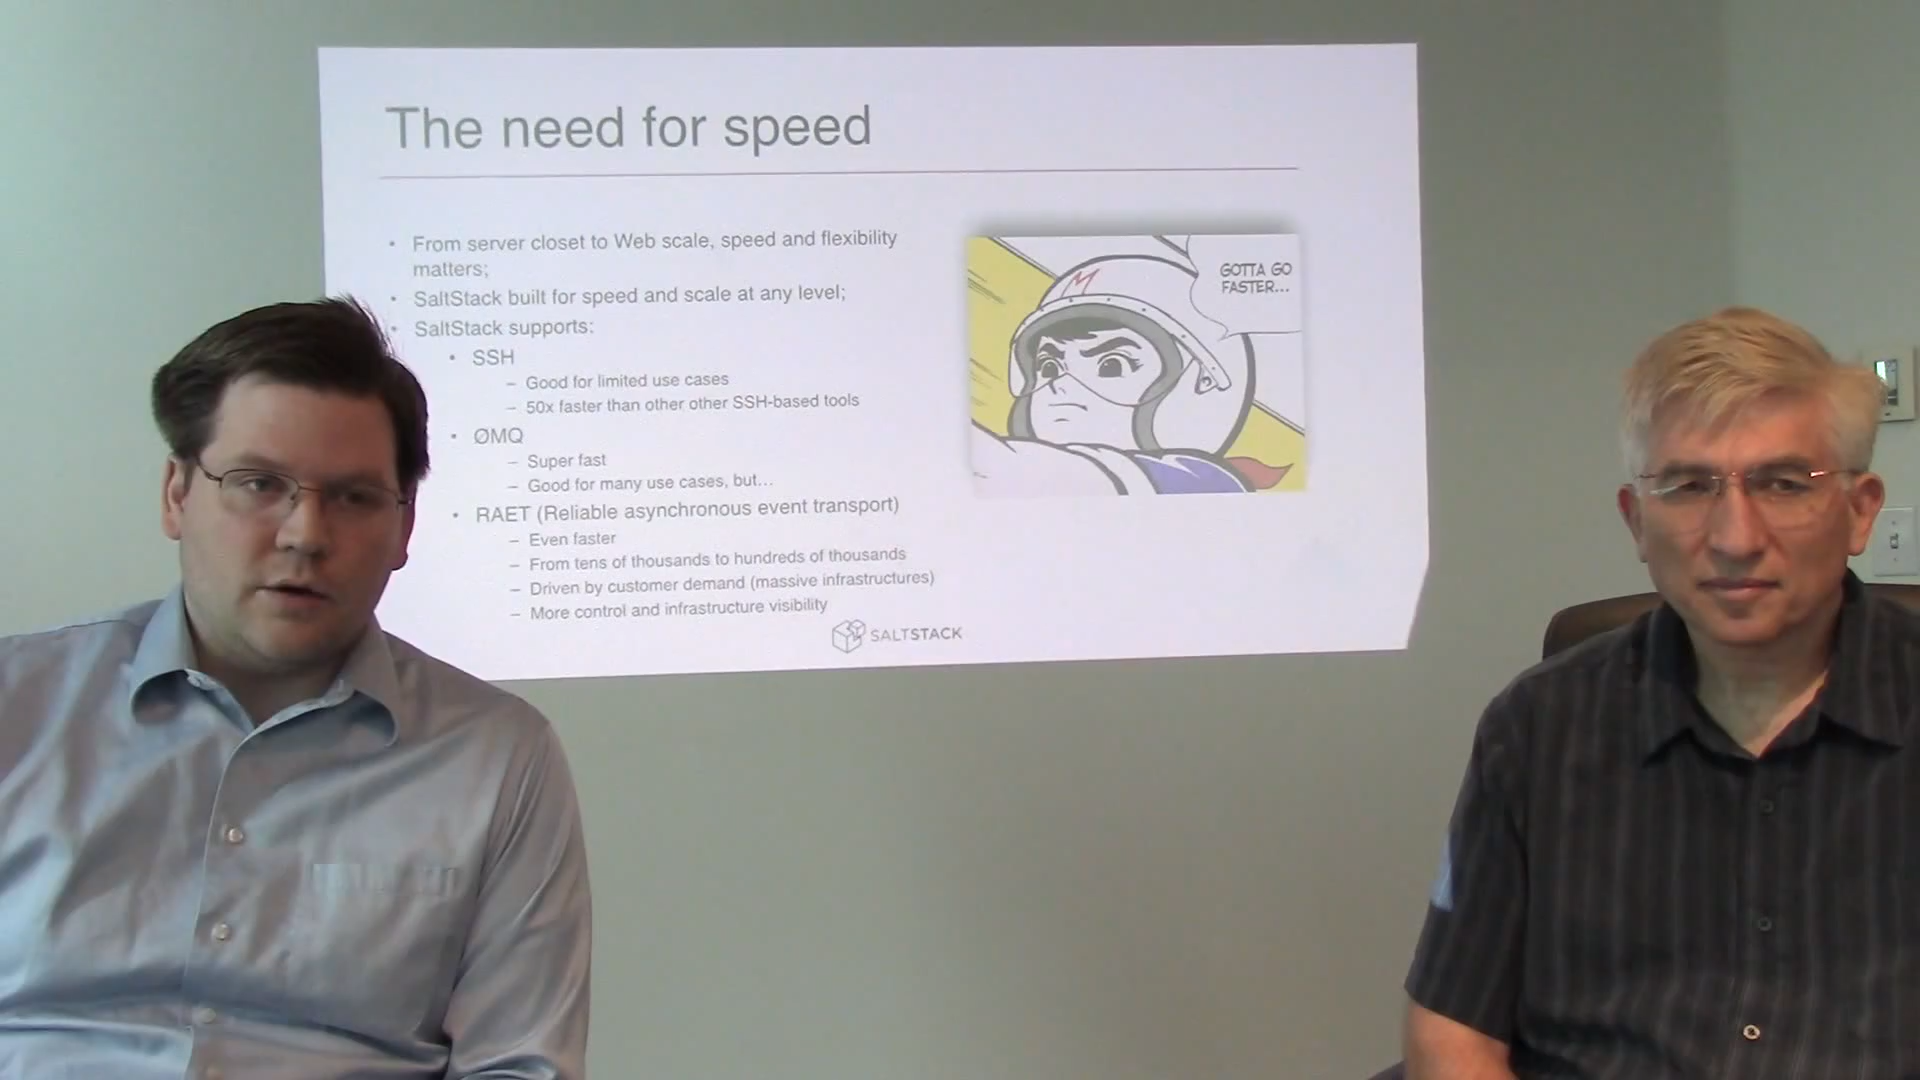 The need for speed
• From server closet to Web scale, speed and flexibility
matters;
• SaltStack built for speed and scale at any level;
• SaltStack supports:
• SSH
– Good for limited use cases
– 50x faster than other other SSH-based tools
• ØMQ
– Super fast
– Good for many use cases, but…
• RAET (Reliable asynchronous event transport)
– Even faster
– From tens of thousands to hundreds of thousands
– Driven by customer demand (massive infrastructures)
– More control and infrastructure visibility
SALTSTACK
M
GOTTA GO
FASTER...